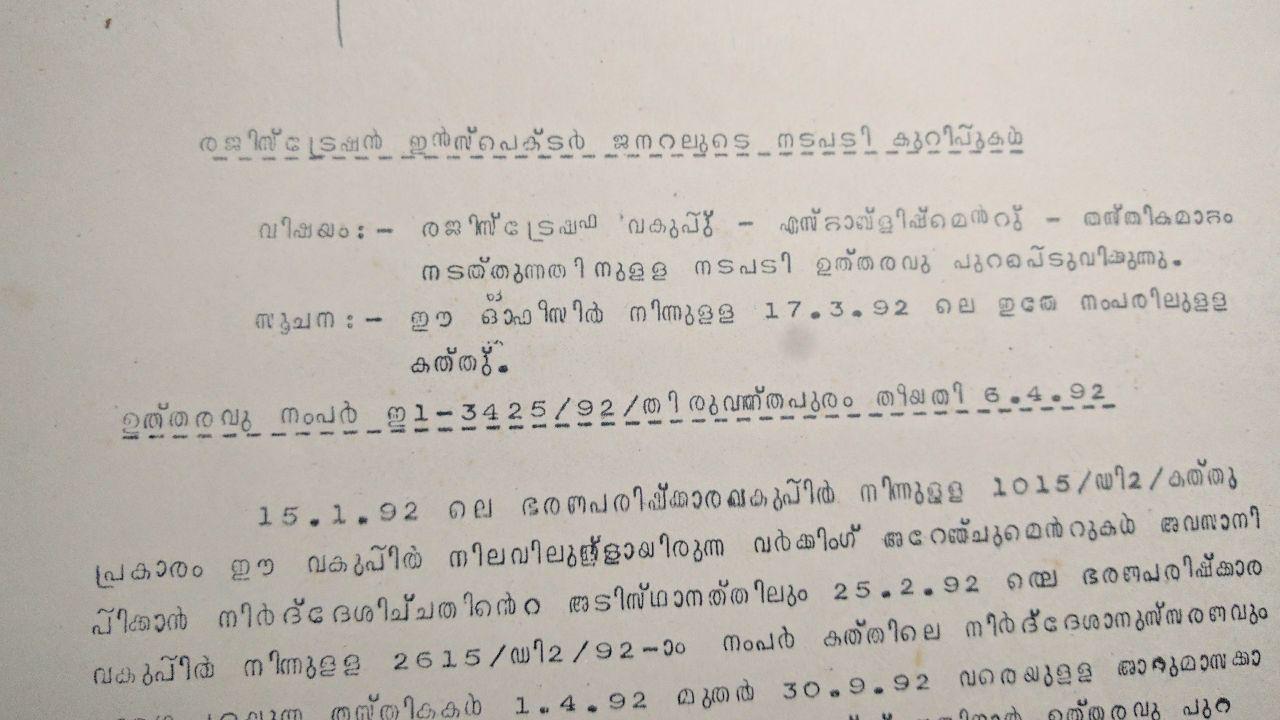 രജിസ്ട്രേഷൻ ഇൻസ്പെക്ടർ ജനറലുടെ നടപടി കുറിപ്പുകൾ
വിഷയം:- രജിസ്ട്രേഷൻ വകുപ്പു് - എസ്റ്റാബ്ളിഷ്മെൻറു് - തസ്തികമാറ്റം
നടത്തുന്നതിനുള്ള നടപടി ഉത്തരവു പുറപ്പെടുവിക്കുന്നു.
സൂചന:- ഈ ഓഫീസിൽ നിന്നുള്ള 17.3.92 ലെ ഇതേ നംപരിലുള്ള
കത്തു്.
ഉത്തരവു നംപർ ഇ1-3425/92/തിരുവനന്തപുരം തീയതി 6.4.92
15.1.92 ലെ ഭരണപരിഷ്ക്കാരവകുപ്പിൽ നിന്നുള്ള 1015/ഡി2/കത്തു
പ്രകാരം ഈ വകുപ്പിൽ നിലവിലുണ്ടായിരുന്ന വർക്കിംഗ് അറേഞ്ചുമെൻറുകൾ അവസാനി
പ്പിക്കാൻ നിർദ്ദേശിച്ചതിൻെറ അടിസ്ഥാനത്തിലും 25.2.92 ലെ ഭരണപരിഷ്ക്കാര
വകുപ്പിൽ നിന്നുള്ള 2615/ഡി2/92-ാം നംപർ കത്തിലെ നിർദ്ദേശാനുസ്സരണവും
തസ്തികകൾ 1.4.92 മുതൽ 30.9.92 വരെയുള്ള ആറുമാസക്കാ
ഉത്തരവു പുറ